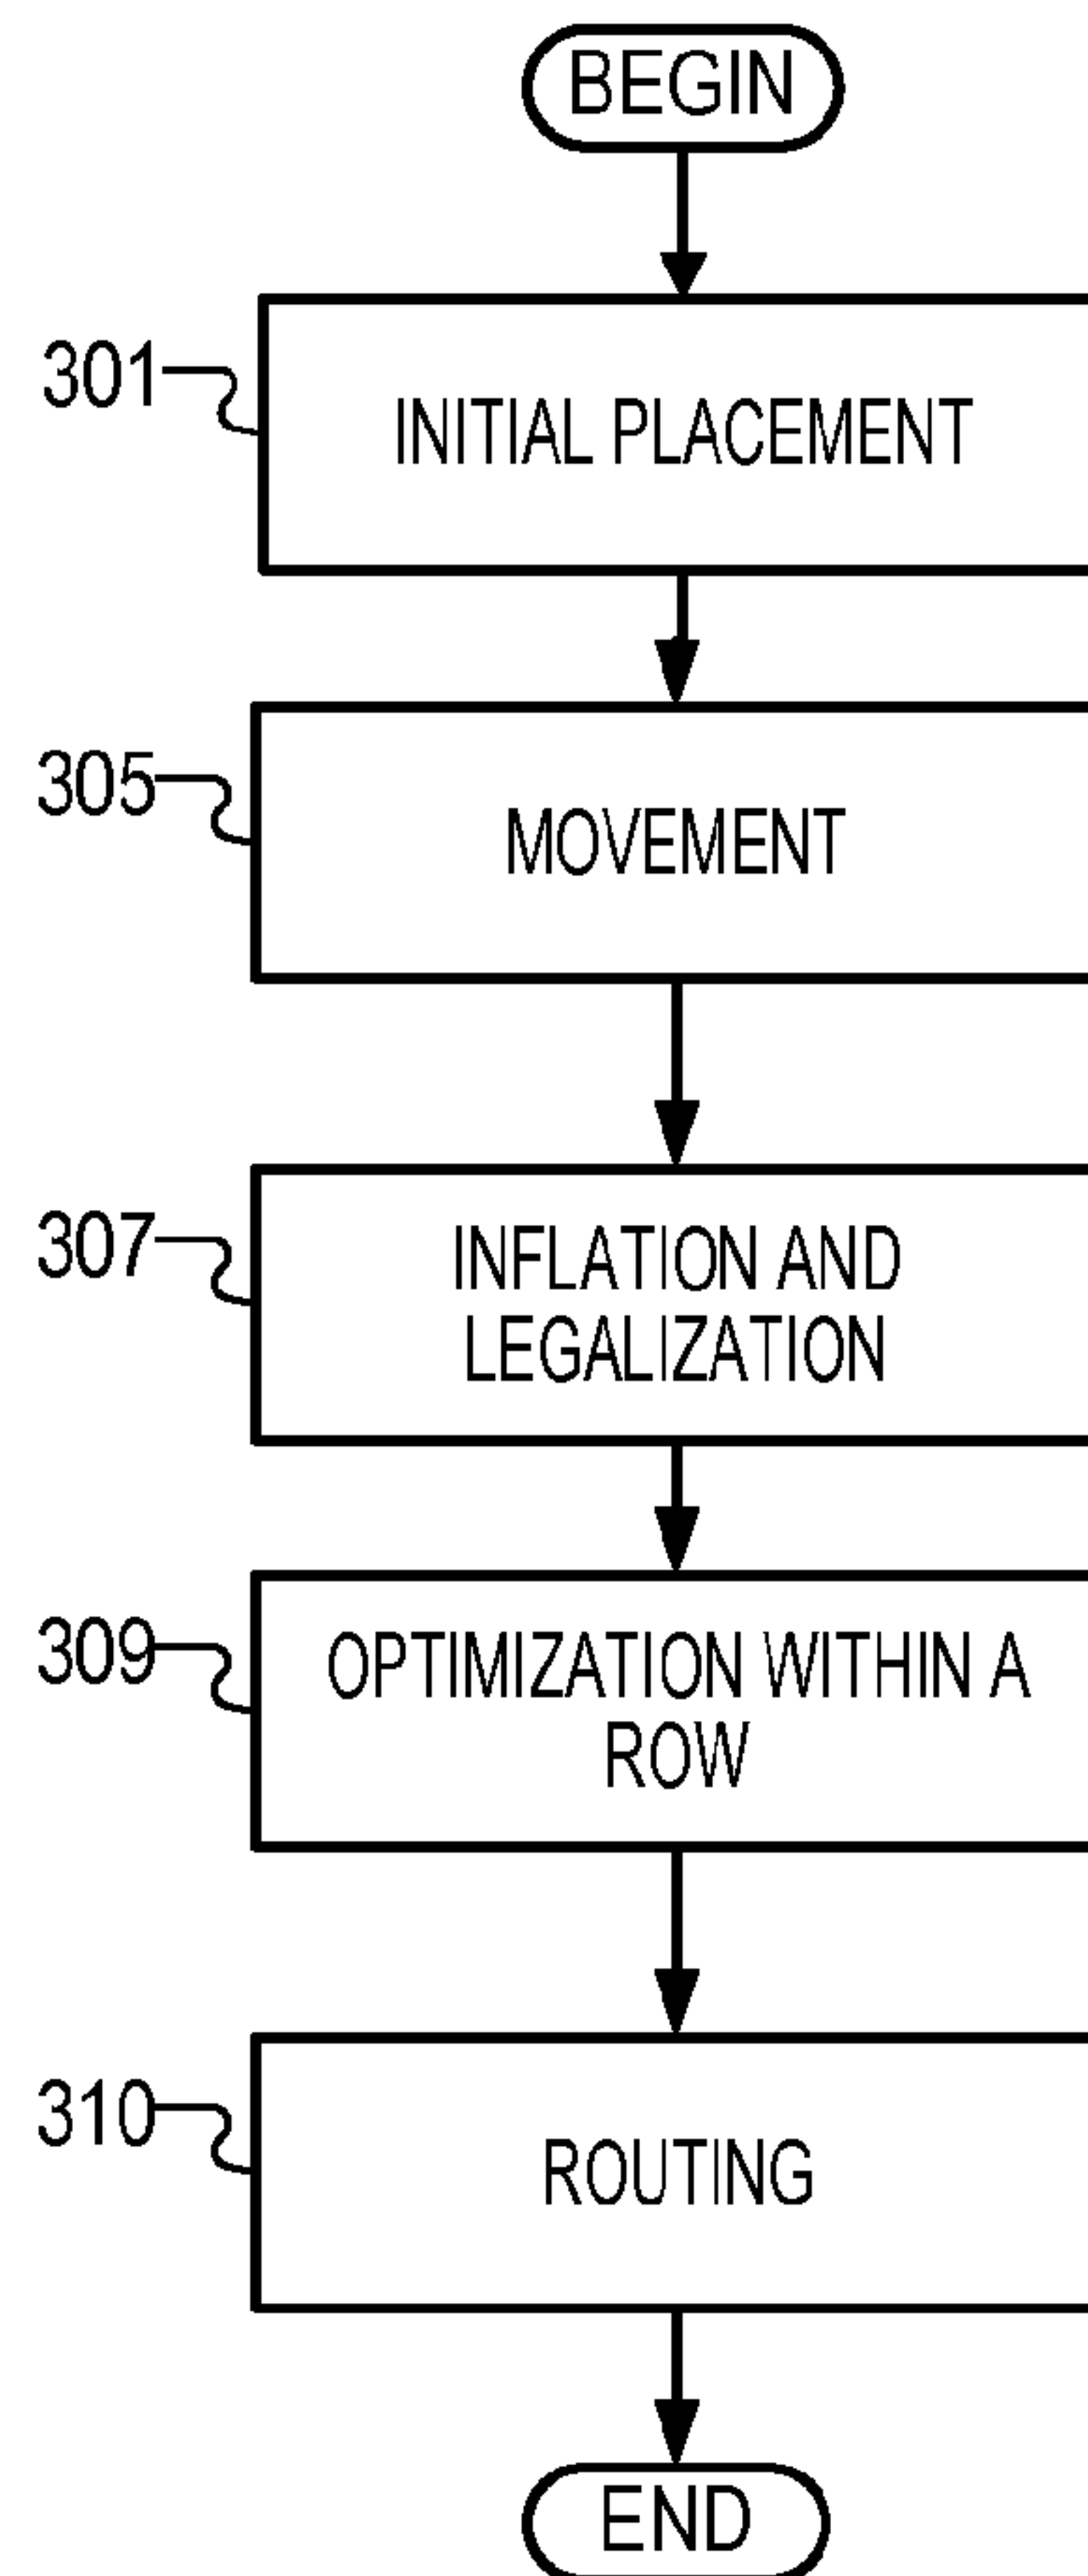 BEGIN
301
INITIAL PLACEMENT
305
MOVEMENT
307
INFLATION AND
LEGALIZATION
309
OPTIMIZATION WITHIN A
ROW
310
ROUTING
END